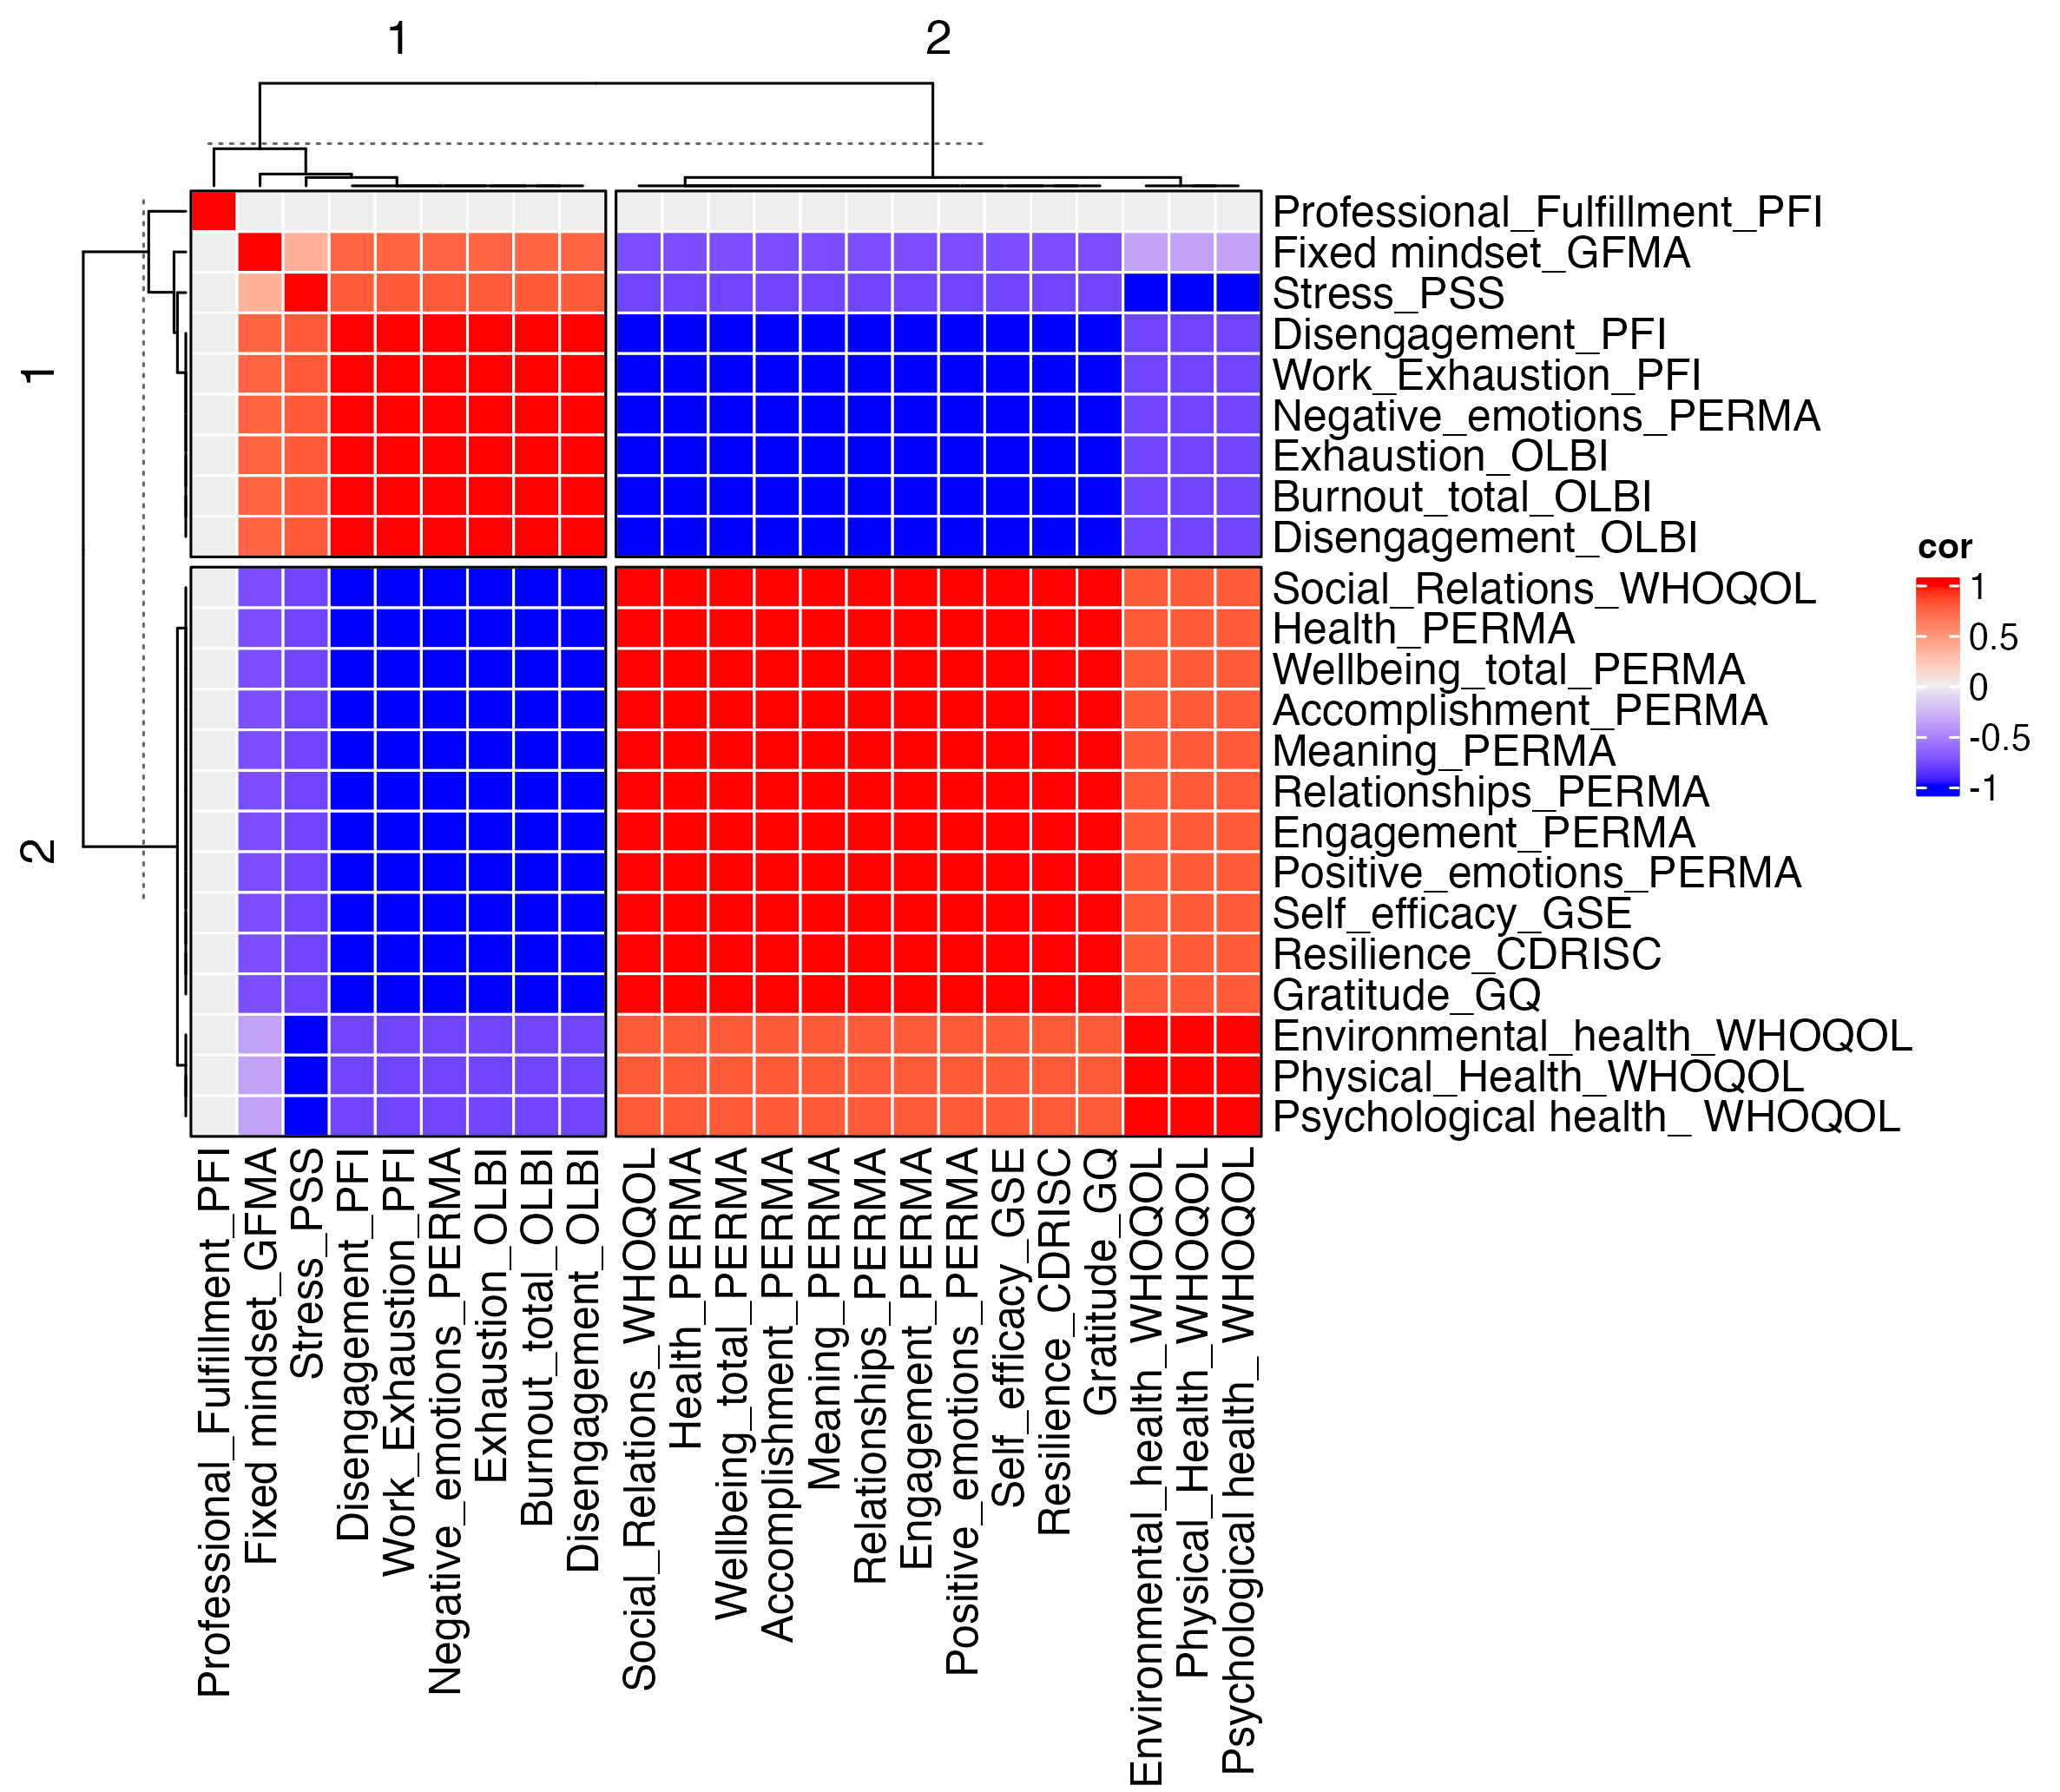 1
2
1
2
Professional_Fulfillment_PFI
Fixed mindset_GFMA
Stress_PSS
Disengagement_PFI
Work_Exhaustion_PFI
Negative_emotions_PERMA
Exhaustion_OLBI
Burnout_total_OLBI
Disengagement_OLBI
Social_Relations_WHOQOL
Health_PERMA
Wellbeing_total_PERMA
Accomplishment_PERMA
Meaning_PERMA
Relationships_PERMA
Engagement_PERMA
Positive_emotions_PERMA
Self_efficacy_GSE
Resilience_CDRISC
Gratitude_GQ
Environmental_health_WHOQOL
Physical_Health_WHOQOL
Psychological health_ WHOQOL
cor
1
0.5
0
-0.5
-1
Professional_Fulfillment_PFI
Fixed mindset_GFMA
Stress_PSS
Disengagement_PFI
Work_Exhaustion_PFI
Negative_emotions_PERMA
Exhaustion_OLBI
Burnout_total_OLBI
Disengagement_OLBI
Social_Relations_WHOQOL
Health_PERMA
Wellbeing_total_PERMA
Accomplishment_PERMA
Meaning_PERMA
Relationships_PERMA
Engagement_PERMA
Positive_emotions_PERMA
Self_efficacy_GSE
Resilience_CDRISC
Gratitude_GQ
Environmental_health_WHOQOL
Physical_Health_WHOQOL
Psychological health_ WHOQOL